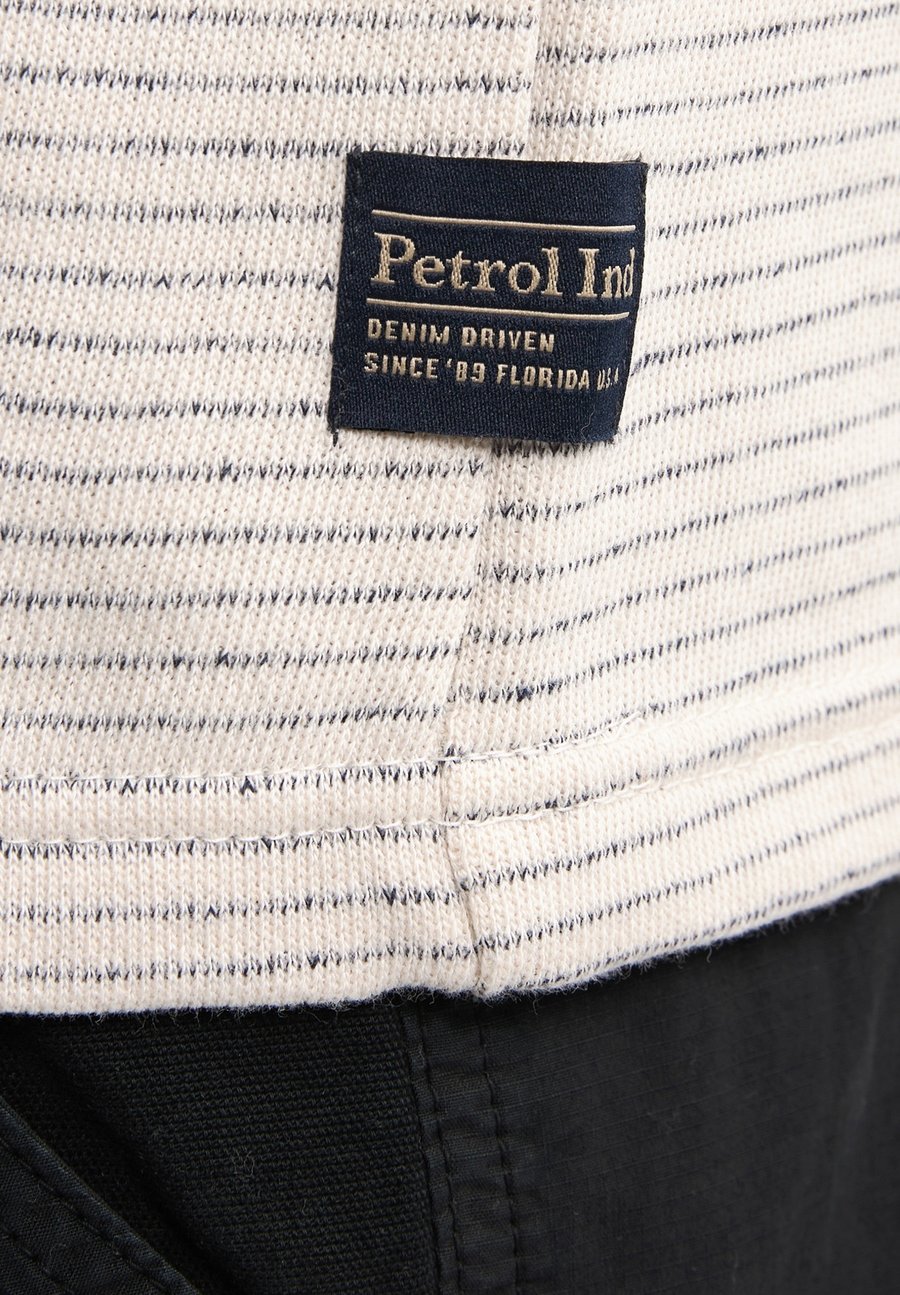 Petrol Ind
DENIM DRIVEN
SINCE '89 FLORIDA U.S.A